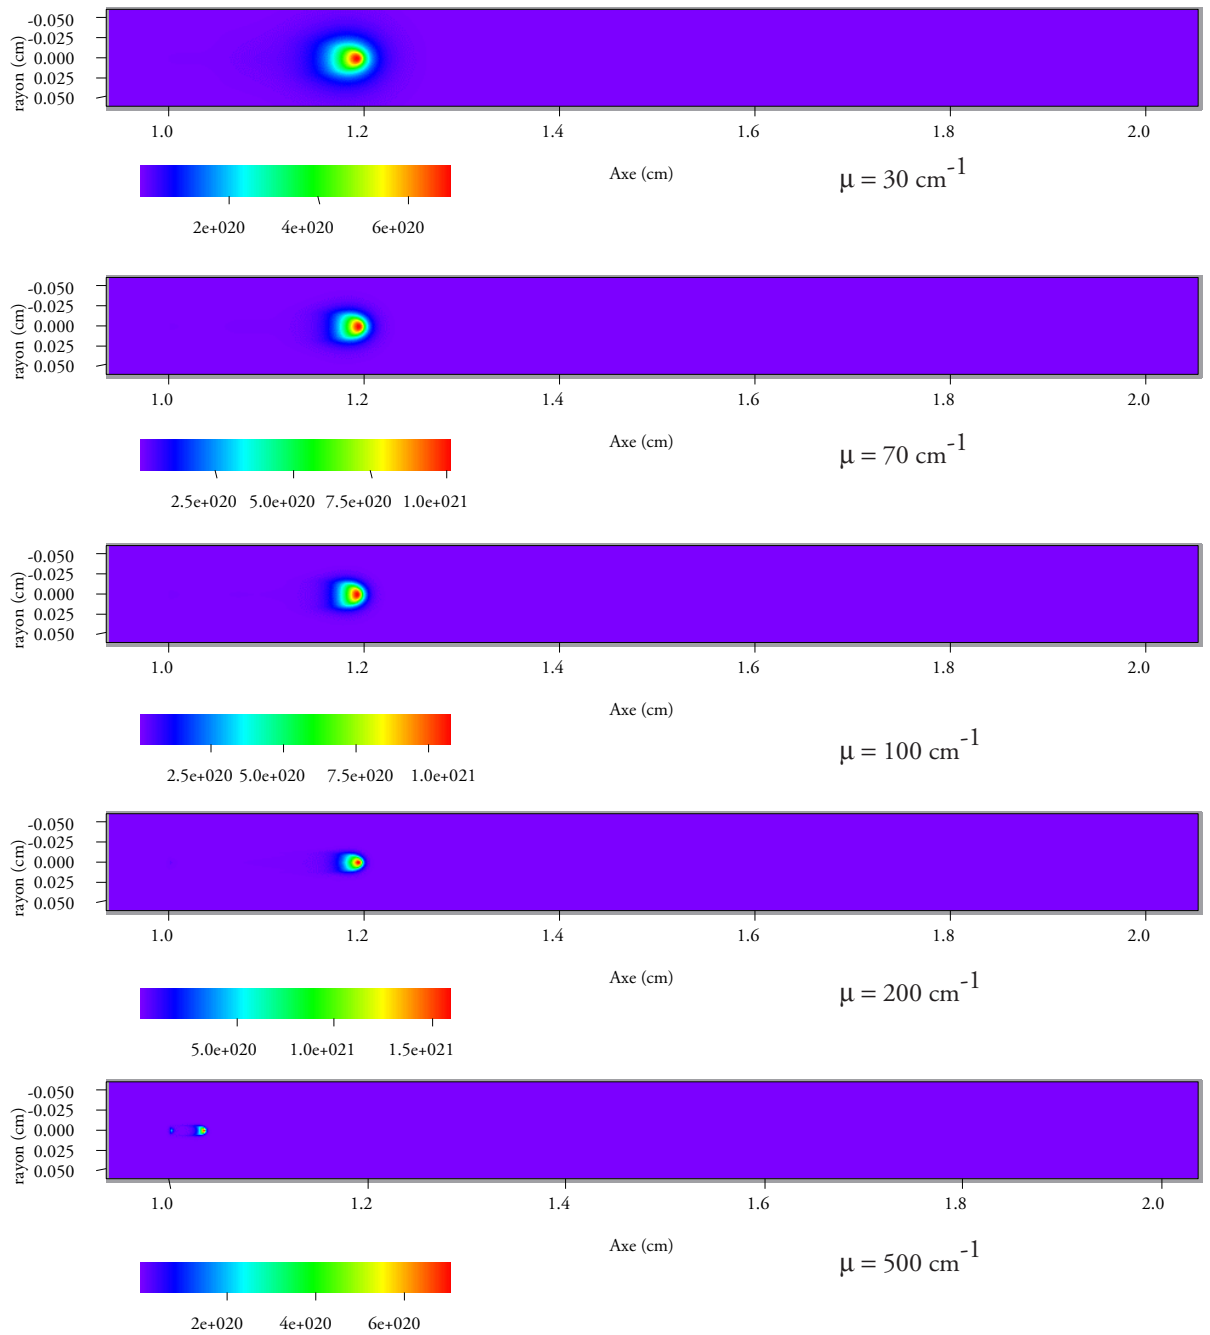 -0.050
-0.025
0.000
0.025
0.050
rayon (cm)
1.0 1.2 1.4 1.6 1.8 2.0
Axe (cm)
μ = 30 cm-1
2e+020 4e+020 6e+020
-0.050
-0.025
0.000
0.025
0.050
rayon (cm)
1.0 1.2 1.4 1.6 1.8 2.0
Axe (cm)
μ = 70 cm-1
2.5e+020 5.0e+020 7.5e+020 1.0e+021
-0.050
-0.025
0.000
0.025
0.050
rayon (cm)
1.0 1.2 1.4 1.6 1.8 2.0
Axe (cm)
μ = 100 cm-1
2.5e+020 5.0e+020 7.5e+020 1.0e+021
-0.050
-0.025
0.000
0.025
0.050
rayon (cm)
1.0 1.2 1.4 1.6 1.8 2.0
Axe (cm)
μ = 200 cm-1
5.0e+020 1.0e+021 1.5e+021
-0.050
-0.025
0.000
0.025
0.050
rayon (cm)
1.0 1.2 1.4 1.6 1.8 2.0
Axe (cm)
μ = 500 cm-1
2e+020 4e+020 6e+020